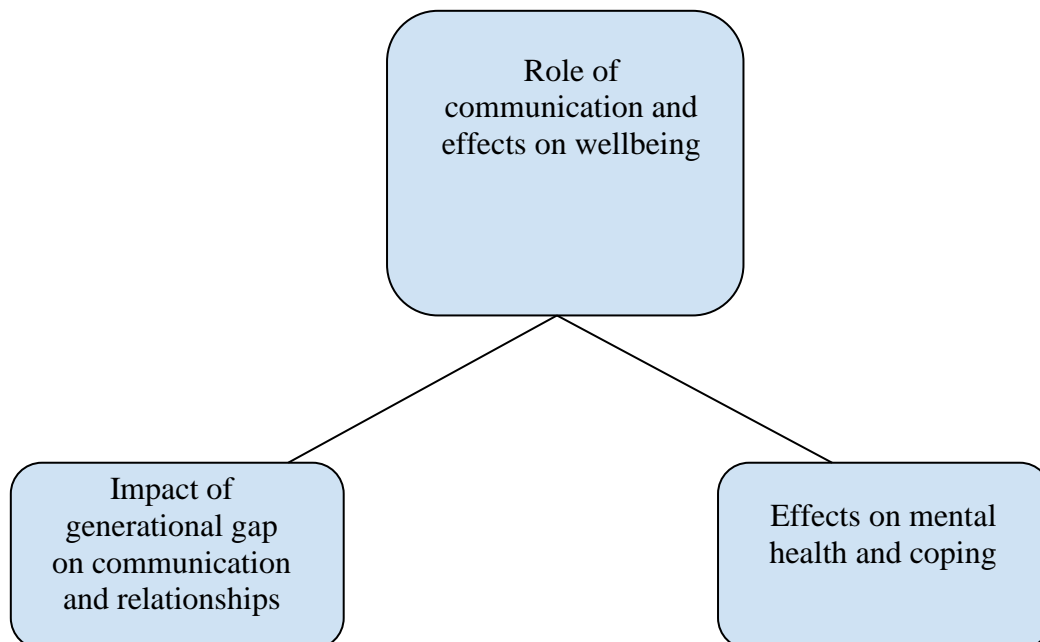 Role of
communication and
effects on wellbeing
Impact of
generational gap
on communication
and relationships
Effects on mental
health and coping